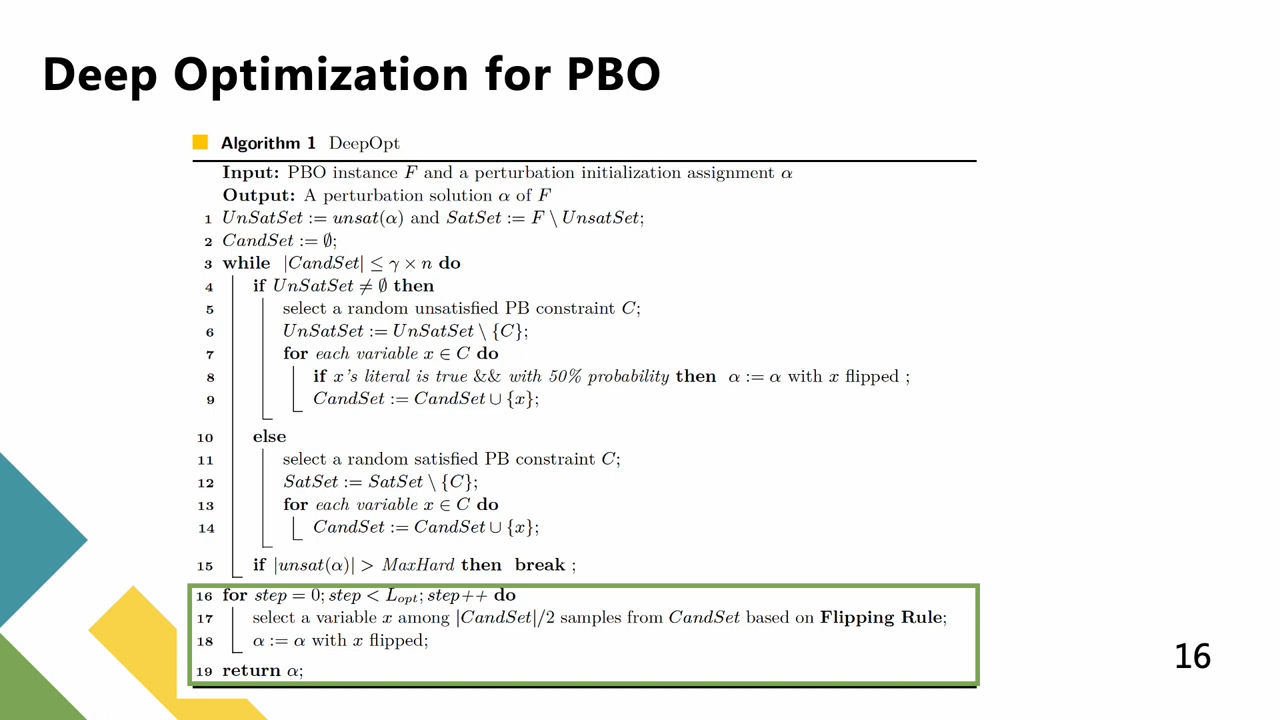 Deep Optimization for PBO
Algorithm 1 DeepOpt
Input: PBO instance F and a perturbation initialization assignment α
Output: A perturbation solution α of F
1 UnSatSet := unsat(α) and SatSet := F \ UnsatSet;
2 CandSet := ∅;
3 while |CandSet| ≤ γ × n do
4 if UnSatSet ≠ ∅ then
5 select a random unsatisfied PB constraint C;
6 UnSatSet := UnSatSet \ {C};
7 for each variable x ∈ C do
8 if x's literal is true && with 50% probability then α := α with x flipped ;
9 CandSet := CandSet ∪ {x};
10 else
11 select a random satisfied PB constraint C;
12 SatSet := SatSet \ {C};
13 for each variable x ∈ C do
14 CandSet := CandSet ∪ {x};
15 if |unsat(α)| > MaxHard then break ;
16 for step = 0; step < L_opt; step++ do
17 select a variable x among |CandSet|/2 samples from CandSet based on Flipping Rule;
18 α := α with x flipped;
19 return α;
16